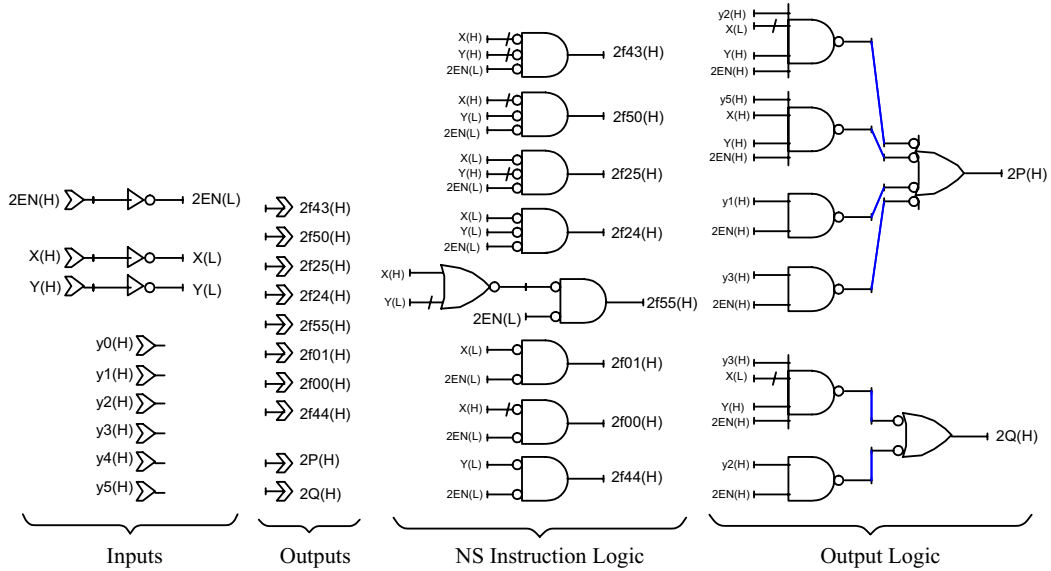 2EN(H)
2EN(L)
X(H)
X(L)
Y(H)
Y(L)
y0(H)
y1(H)
y2(H)
y3(H)
y4(H)
y5(H)
Inputs
2f43(H)
2f50(H)
2f25(H)
2f24(H)
2f55(H)
2f01(H)
2f00(H)
2f44(H)
2P(H)
2Q(H)
Outputs
X(H)
Y(H)
2EN(L)
2f43(H)
X(H)
Y(L)
2EN(L)
2f50(H)
X(L)
Y(H)
2EN(L)
2f25(H)
X(L)
Y(L)
2EN(L)
2f24(H)
X(H)
Y(L)
2EN(L)
2f55(H)
X(L)
2EN(L)
2f01(H)
X(H)
2EN(L)
2f00(H)
Y(L)
2EN(L)
2f44(H)
NS Instruction Logic
y2(H)
X(L)
Y(H)
2EN(H)
y5(H)
X(H)
Y(H)
2EN(H)
y1(H)
2EN(H)
y3(H)
2EN(H)
2P(H)
y3(H)
X(L)
Y(H)
2EN(H)
y2(H)
2EN(H)
2Q(H)
Output Logic